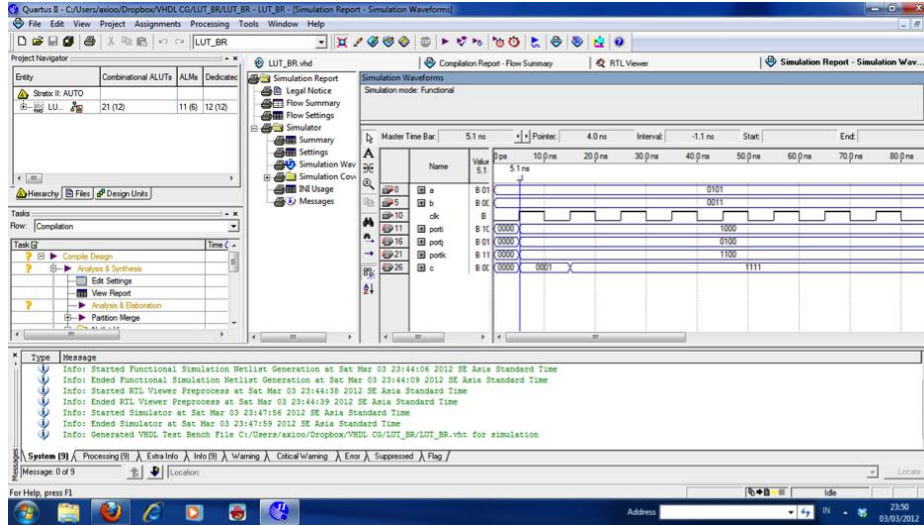 Quartus II - C:/Users/axioo/Dropbox/VHDL CG/LUT_BR/LUT_BR - LUT_BR - [Simulation Report - Simulation Waveforms]
File Edit View Project Assignments Processing Tools Window Help
LUT_BR
Project Navigator
LUT_BR.vhd
Compilation Report - Flow Summary
RTL Viewer
Simulation Report - Simulation Wav...
Entity Combinational ALUTs ALMs Dedicated
Stratix II: AUTO
LU... 21 (12) 11 (6) 12 (12)
Hierarchy Files Design Units
Tasks
Flow: Compilation
Task Time (
Compile Design
Analysis & Synthesis
Edit Settings
View Report
Analysis & Elaboration
Partition Merge
Simulation Report
Legal Notice
Flow Summary
Flow Settings
Simulator
Summary
Settings
Simulation Wav
Simulation Cov
INI Usage
Messages
Simulation Waveforms
Simulation mode: Functional
Master Time Bar: 5.1 ns Pointer: 4.0 ns Interval: -1.1 ns Start: End:
Name
Value
5.1
0 ps 10.0 ns 20.0 ns 30.0 ns 40.0 ns 50.0 ns 60.0 ns 70.0 ns 80.0 ns
5.1 ns
0 a B 01 0101
5 b B 00 0011
10 clk B
11 porti B 10 0000 1000
16 portj B 01 0000 0100
21 portk B 11 0000 1100
26 c B 00 0000 0001 1111
Type Message
Info: Started Functional Simulation Netlist Generation at Sat Mar 03 23:44:06 2012 SE Asia Standard Time
Info: Ended Functional Simulation Netlist Generation at Sat Mar 03 23:44:09 2012 SE Asia Standard Time
Info: Started RTL Viewer Preprocess at Sat Mar 03 23:44:38 2012 SE Asia Standard Time
Info: Ended RTL Viewer Preprocess at Sat Mar 03 23:44:39 2012 SE Asia Standard Time
Info: Started Simulator at Sat Mar 03 23:47:56 2012 SE Asia Standard Time
Info: Ended Simulator at Sat Mar 03 23:47:59 2012 SE Asia Standard Time
Info: Generated VHDL Test Bench File C:/Users/axioo/Dropbox/VHDL CG/LUT_BR/LUT_BR.vht for simulation
Messages
System (9) Processing (9) Extra Info Info (9) Warning Critical Warning Error Suppressed Flag
Message: 0 of 9 Location: Locate
For Help, press F1 Idle
Address IN 23:50
03/03/2012